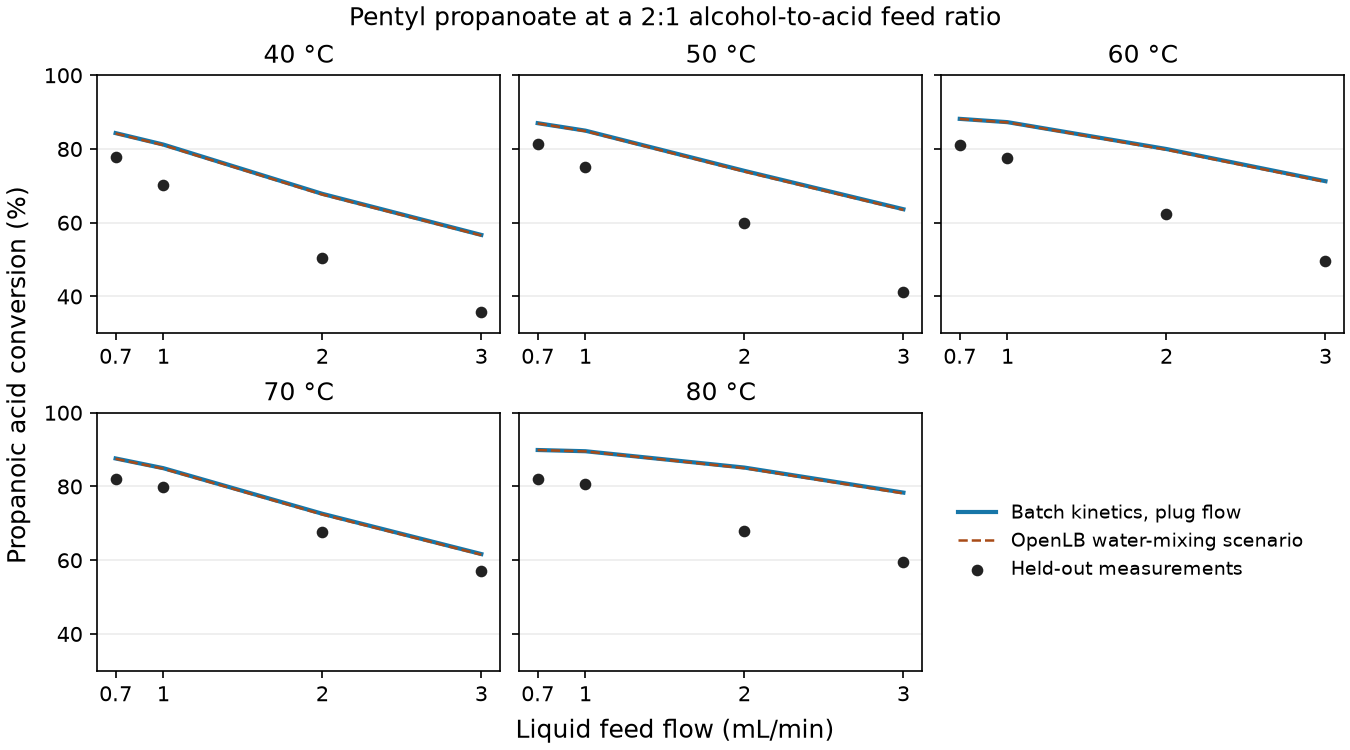 Pentyl propanoate at a 2:1 alcohol-to-acid feed ratio
40 °C
50 °C
60 °C
100
80
60
40
0.7 1 2 3
0.7 1 2 3
0.7 1 2 3
Propanoic acid conversion (%)
70 °C
80 °C
100
80
60
40
0.7 1 2 3
0.7 1 2 3
Batch kinetics, plug flow
OpenLB water-mixing scenario
Held-out measurements
Liquid feed flow (mL/min)